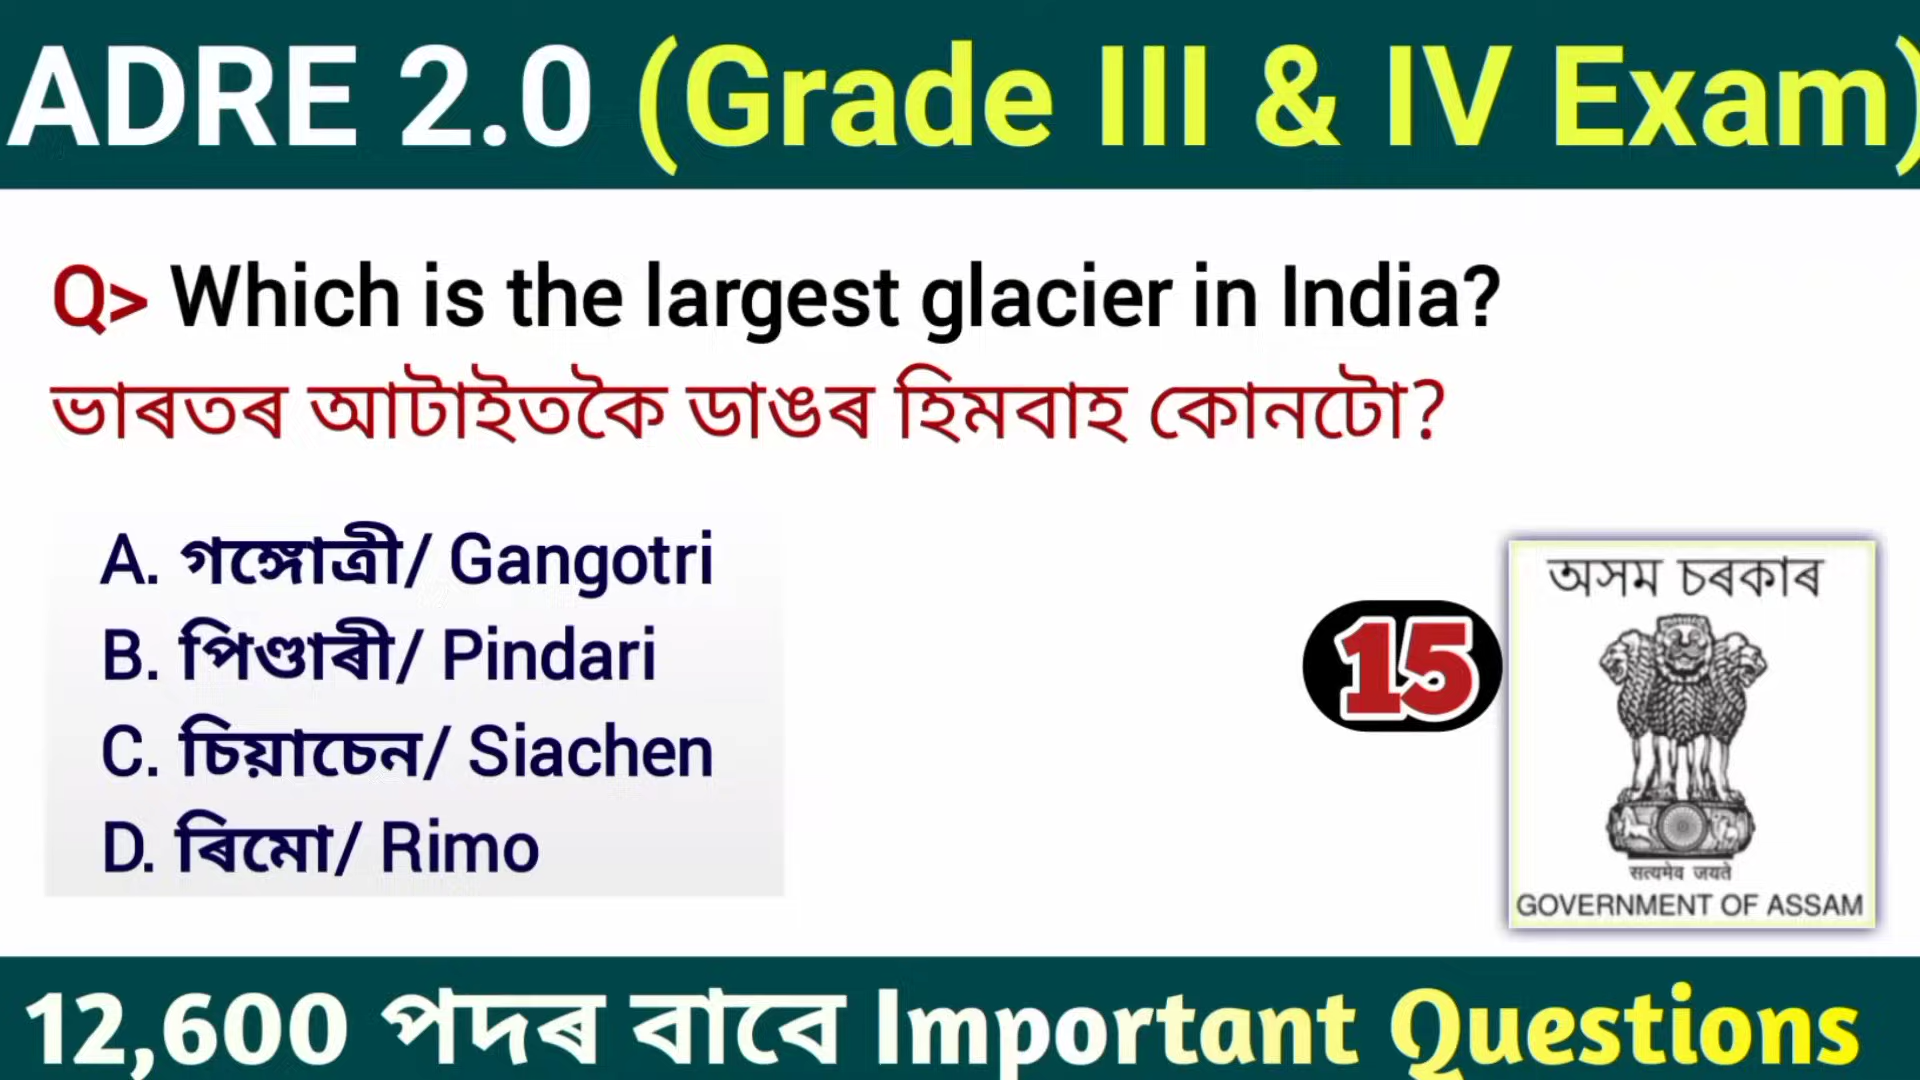 ADRE 2.0 (Grade III & IV Exam)
Q> Which is the largest glacier in India?
ভাৰতৰ আটাইতকৈ ডাঙৰ হিমবাহ কোনটো?
A. গঙ্গোত্ৰী/ Gangotri
B. পিণ্ডাৰী/ Pindari
C. চিয়াচেন/ Siachen
D. ৰিমো/ Rimo
15
অসম চৰকাৰ
सत्यमेव जयते
GOVERNMENT OF ASSAM
12,600 পদৰ বাবে Important Questions